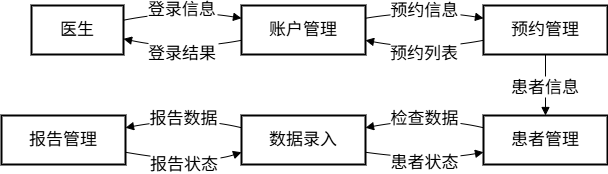 登录信息
预约信息
医生
账户管理
预约管理
登录结果
预约列表
患者信息
报告数据
检查数据
报告管理
数据录入
患者管理
报告状态
患者状态